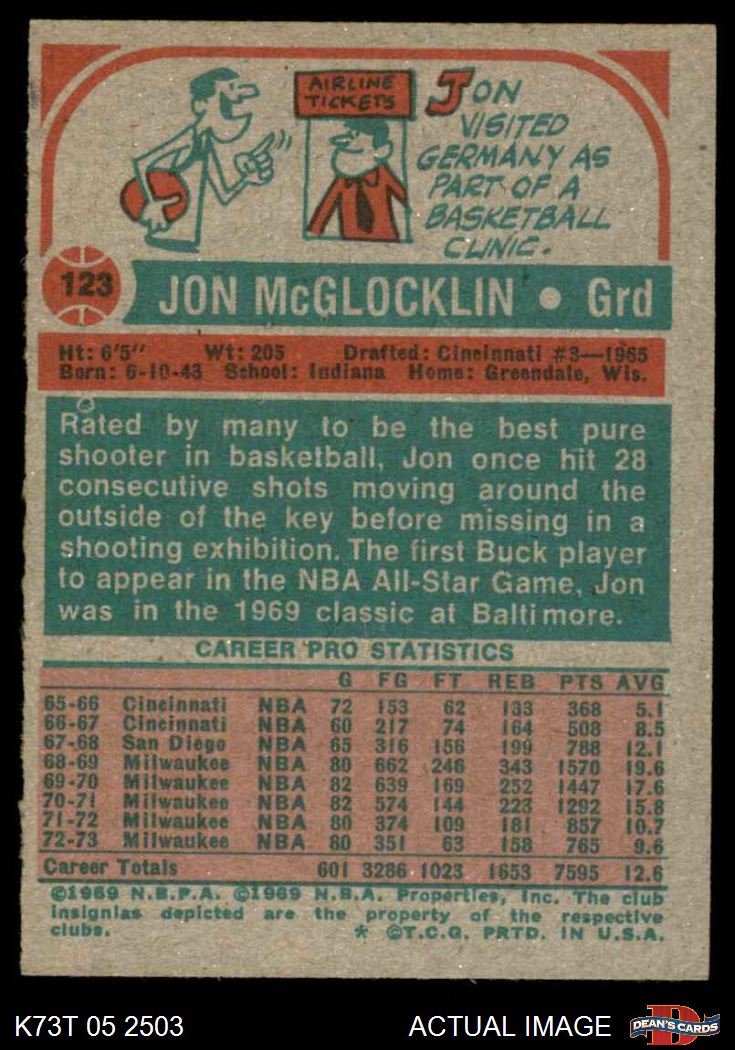 AIRLINE
TICKETS
JON
VISITED
GERMANY AS
PART OF A
BASKETBALL
CLINIC.
123
JON McGLOCKLIN • Grd
Ht: 6'5" Wt: 205 Drafted: Cincinnati #3—1965
Born: 6-10-43 School: Indiana Home: Greendale, Wis.
Rated by many to be the best pure
shooter in basketball, Jon once hit 28
consecutive shots moving around the
outside of the key before missing in a
shooting exhibition. The first Buck player
to appear in the NBA All-Star Game, Jon
was in the 1969 classic at Baltimore.
CAREER PRO STATISTICS
G FG FT REB PTS AVG
65-66 Cincinnati NBA 72 153 62 133 368 5.1
66-67 Cincinnati NBA 60 217 74 164 508 8.5
67-68 San Diego NBA 65 316 156 199 788 12.1
68-69 Milwaukee NBA 80 662 246 343 1570 19.6
69-70 Milwaukee NBA 82 639 169 252 1447 17.6
70-71 Milwaukee NBA 82 574 144 223 1292 15.8
71-72 Milwaukee NBA 80 374 109 181 857 10.7
72-73 Milwaukee NBA 80 351 63 158 765 9.6
Career Totals 601 3286 1023 1653 7595 12.6
©1969 N.B.P.A. ©1969 N.B.A. Properties, Inc. The club
insignias depicted are the property of the respective
clubs. * ©T.C.G. PRTD. IN U.S.A.
K73T 05 2503 ACTUAL IMAGE
D
DEAN'S CARDS